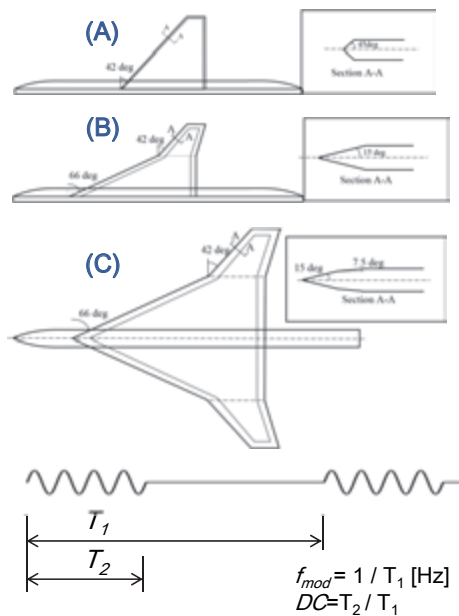 (A)
42 deg
A
A
45deg
Section A-A
(B)
42 deg
A
A
66 deg
15 deg
Section A-A
(C)
42 deg
A
A
66 deg
15 deg
7.5 deg
Section A-A
T1
T2
fmod = 1 / T1 [Hz]
DC=T2 / T1